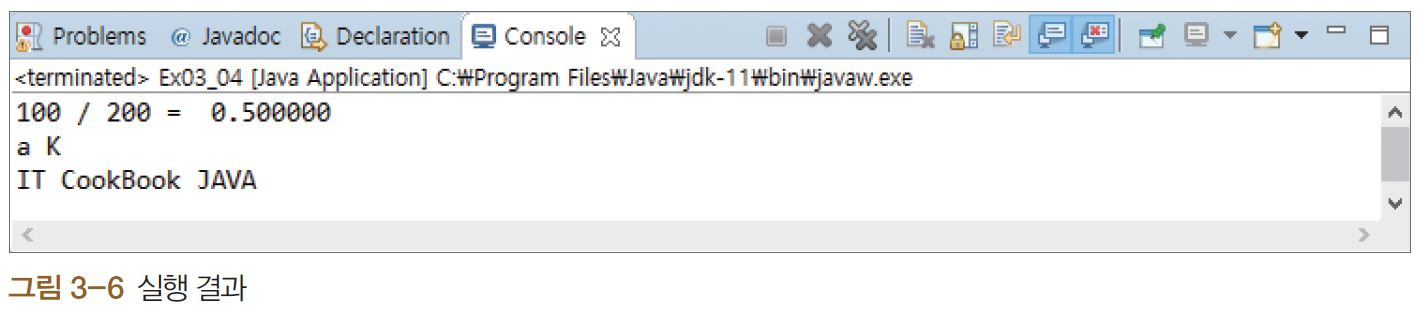 Problems @ Javadoc Declaration Console
<terminated> Ex03_04 [Java Application] C:₩Program Files₩Java₩jdk-11₩bin₩javaw.exe
100 / 200 =  0.500000
a K
IT CookBook JAVA
그림 3-6 실행 결과